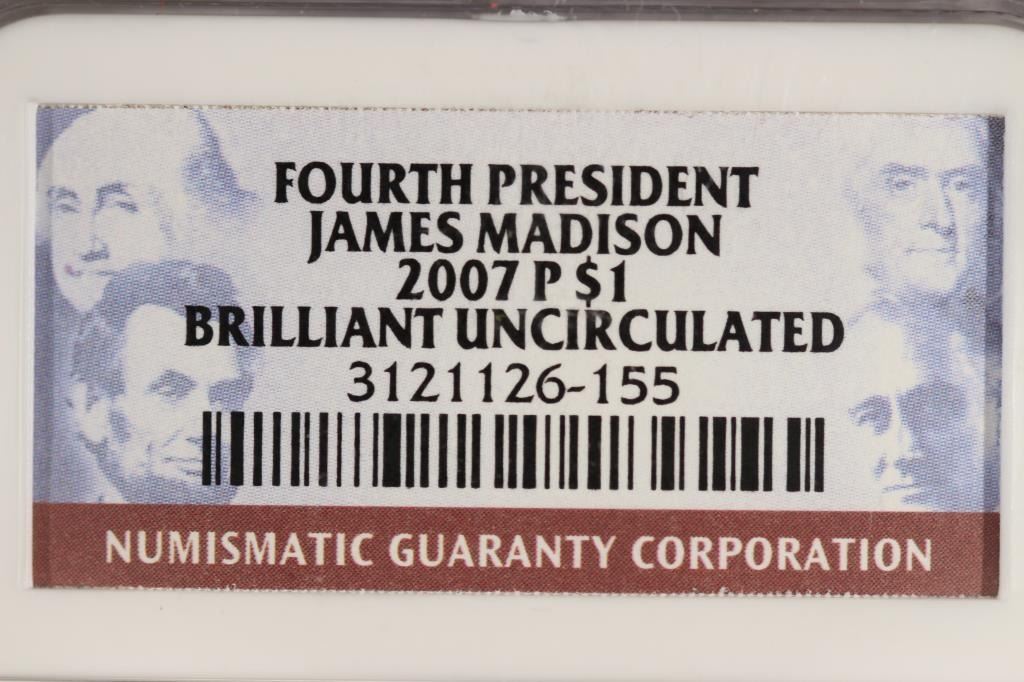 FOURTH PRESIDENT
JAMES MADISON
2007 P $1
BRILLIANT UNCIRCULATED
3121126-155
NUMISMATIC GUARANTY CORPORATION